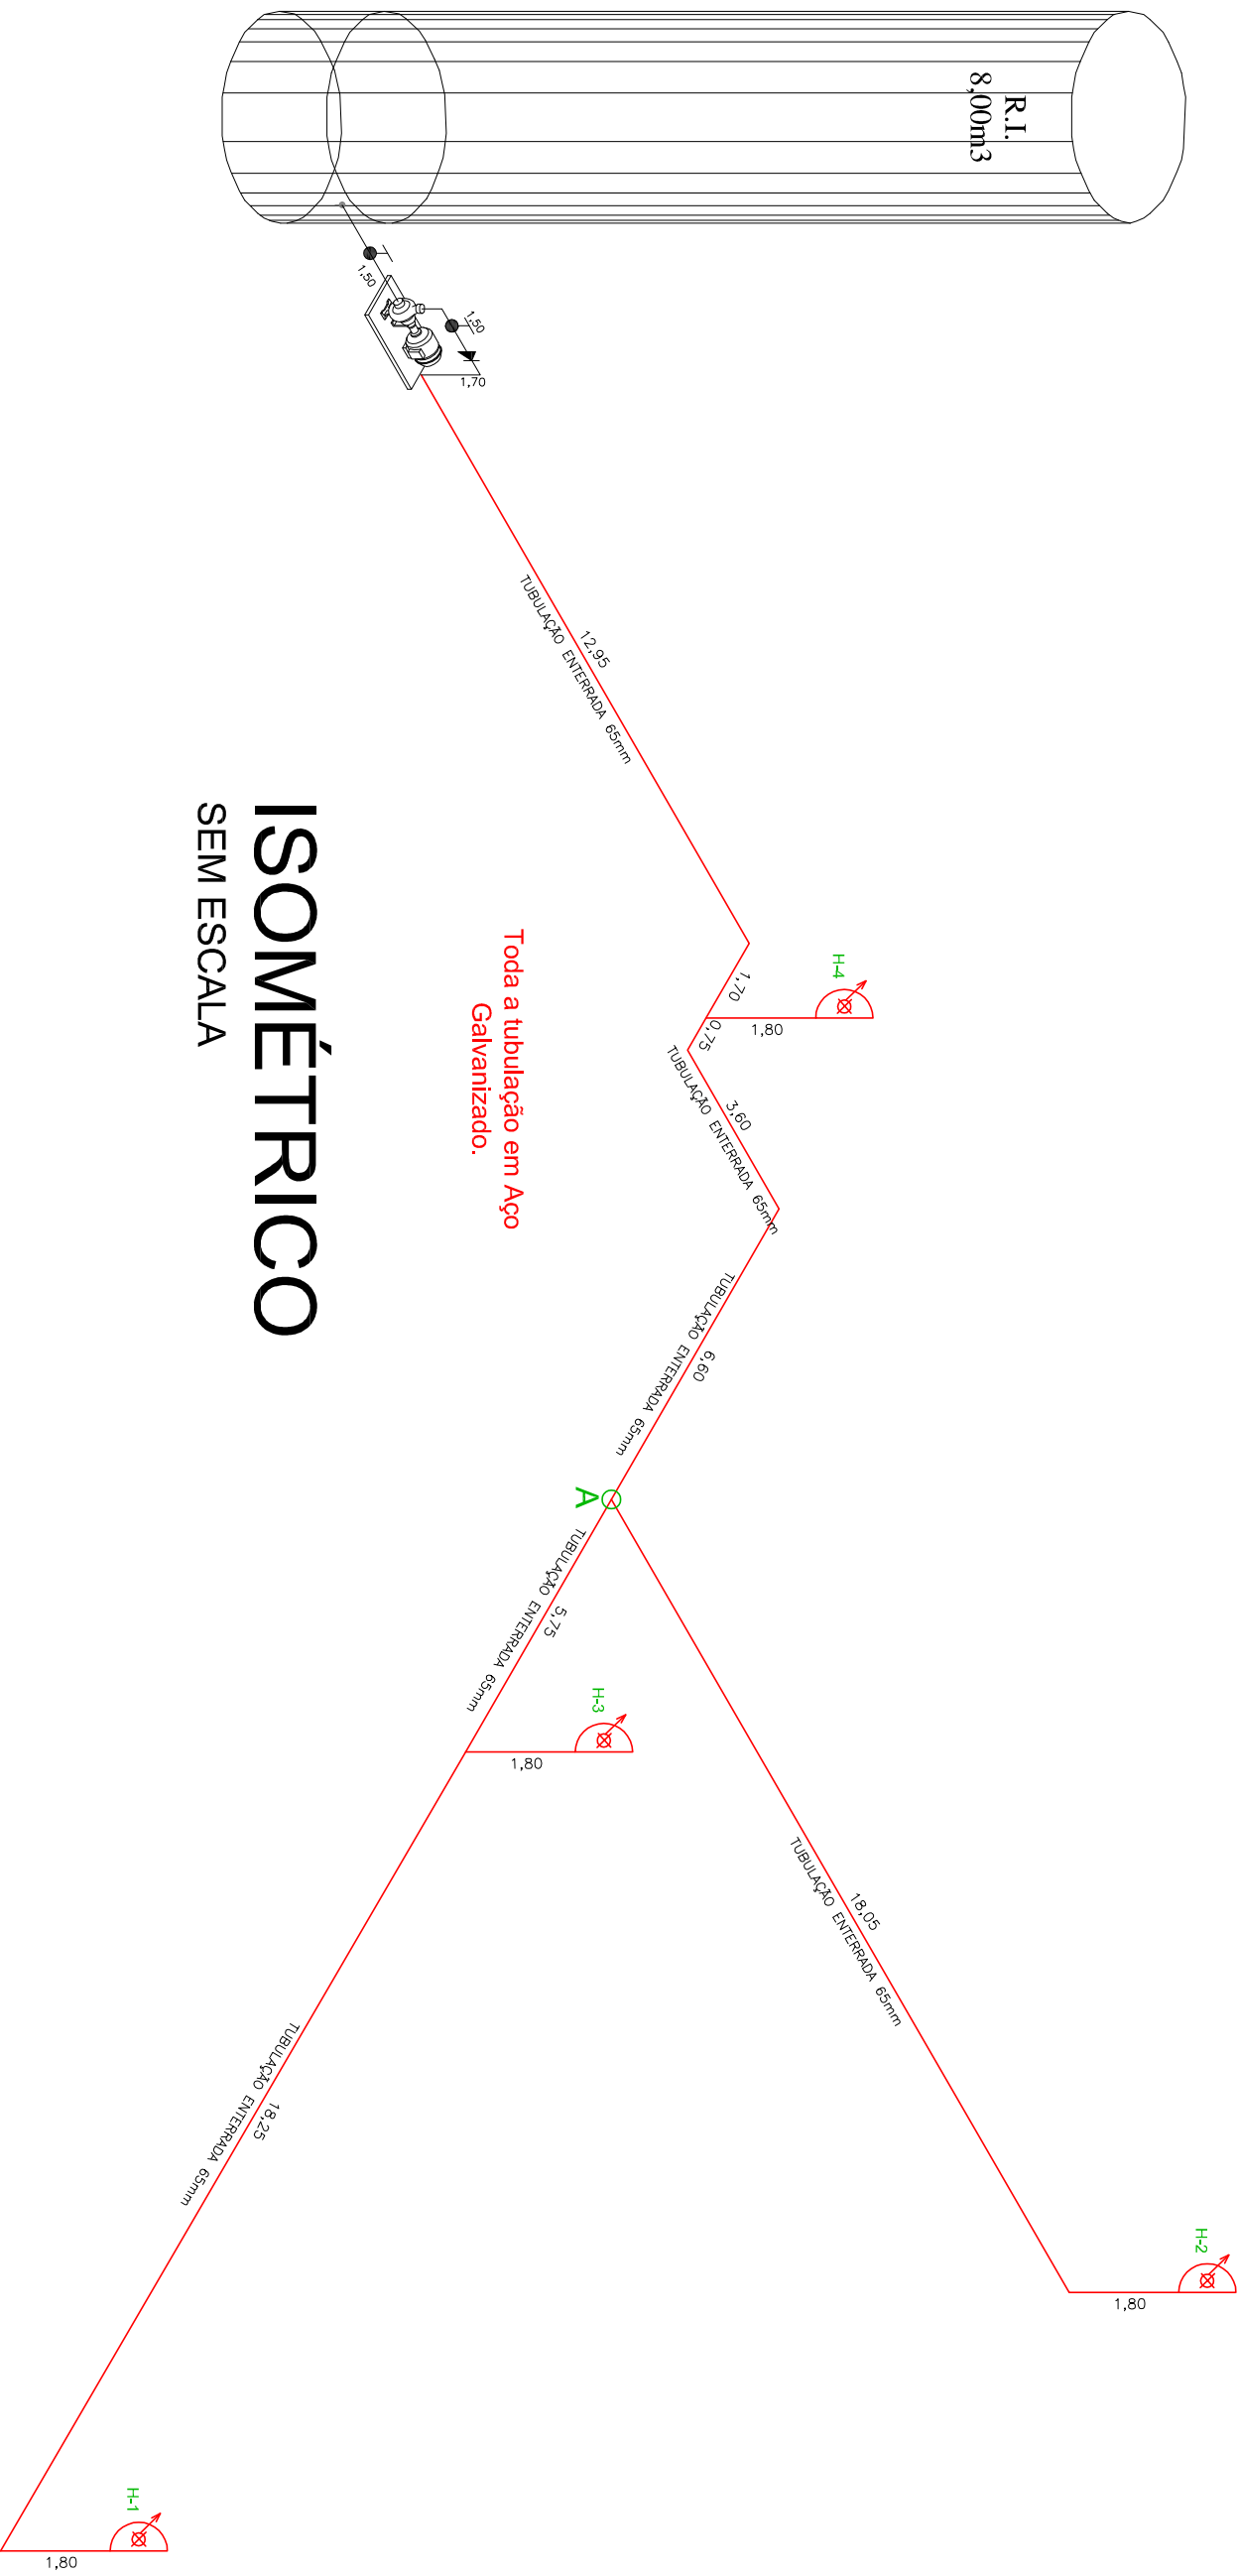 R.I.
8,00m3
1,50
1,50
1,70
12,95
TUBULAÇÃO ENTERRADA 65mm
H-4
1,80
1,70
0,75
3,60
TUBULAÇÃO ENTERRADA 65mm
6,60
TUBULAÇÃO ENTERRADA 65mm
A
5,75
TUBULAÇÃO ENTERRADA 65mm
H-3
1,80
18,05
TUBULAÇÃO ENTERRADA 65mm
H-2
1,80
18,25
TUBULAÇÃO ENTERRADA 65mm
H-1
1,80
Toda a tubulação em Aço
Galvanizado.
ISOMÉTRICO
SEM ESCALA